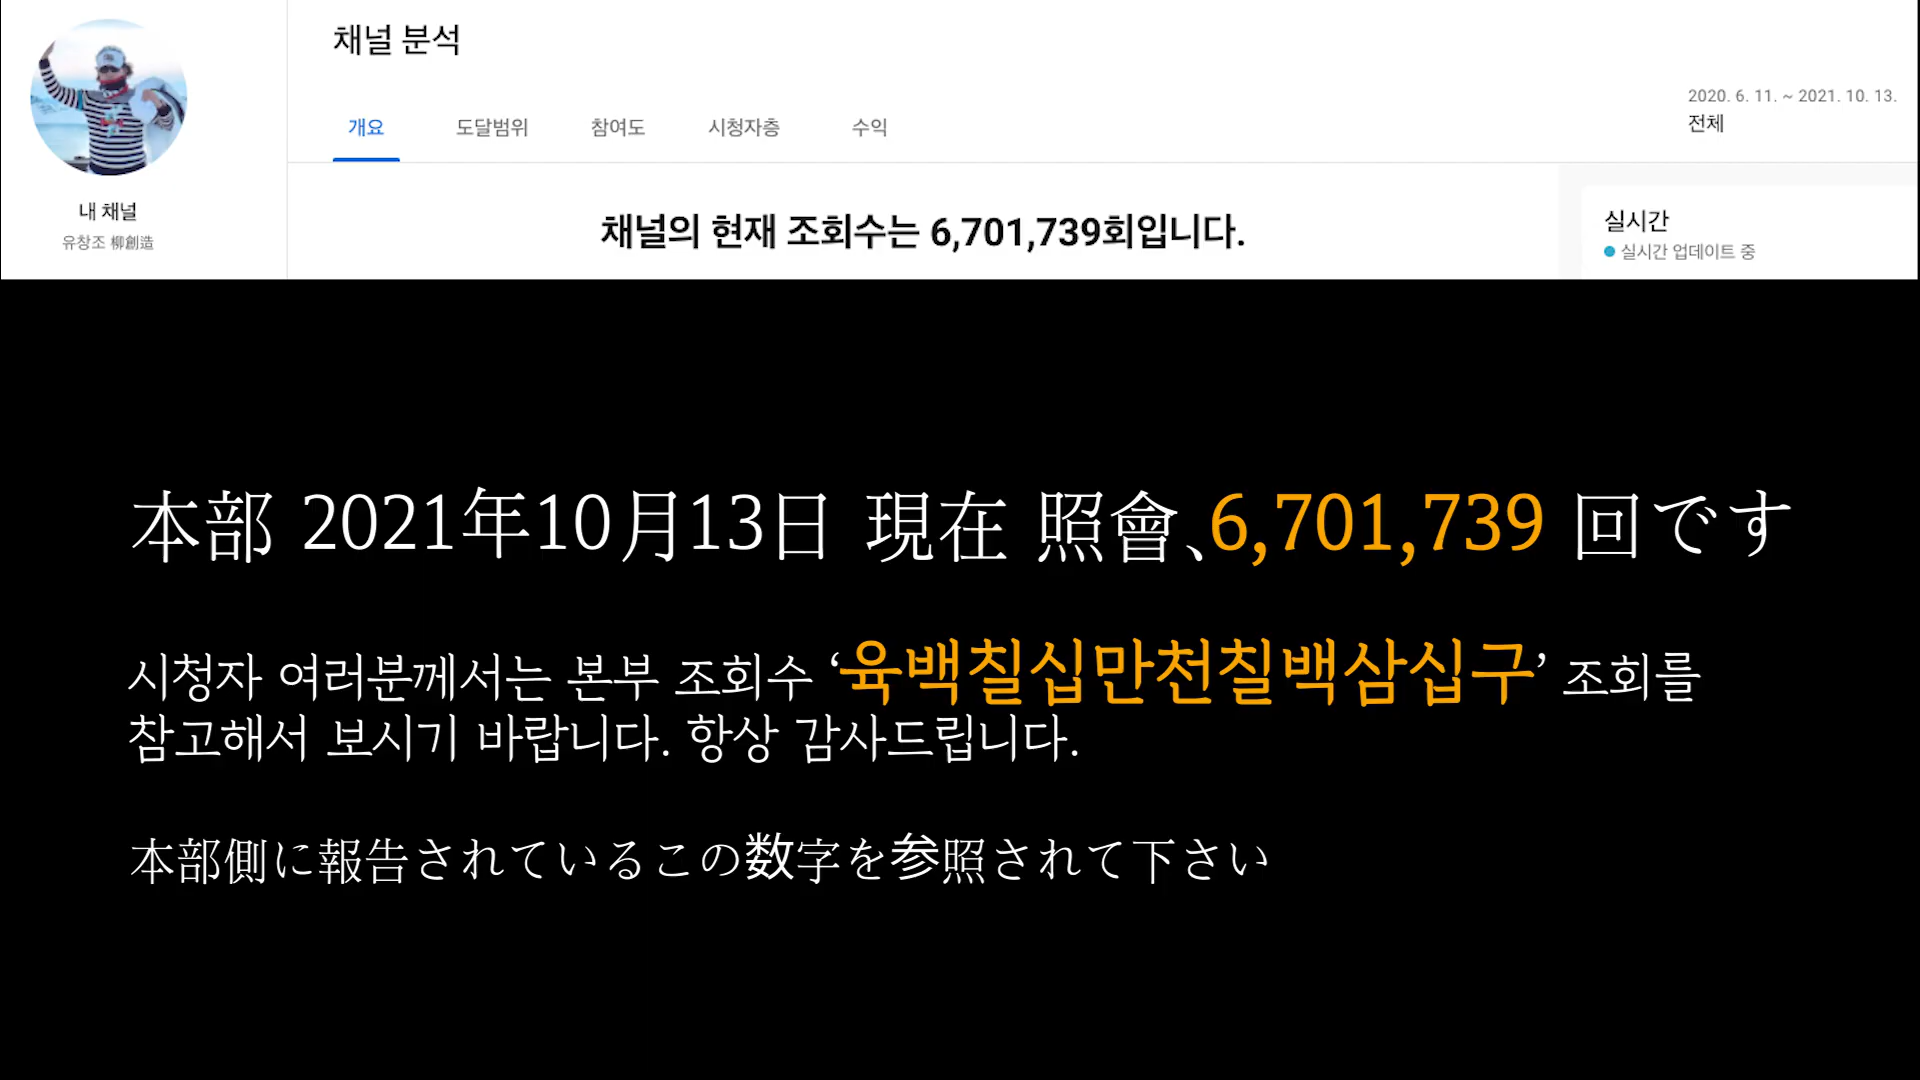 채널 분석
2020. 6. 11. ~ 2021. 10. 13.
전체
개요 도달범위 참여도 시청자층 수익
내 채널
유창조 柳創造
채널의 현재 조회수는 6,701,739회입니다.
실시간
실시간 업데이트 중
本部 2021年10月13日 現在 照會、6,701,739 回です
시청자 여러분께서는 본부 조회수 ‘육백칠십만천칠백삼십구’ 조회를
참고해서 보시기 바랍니다. 항상 감사드립니다.
本部側に報告されているこの数字を参照されて下さい